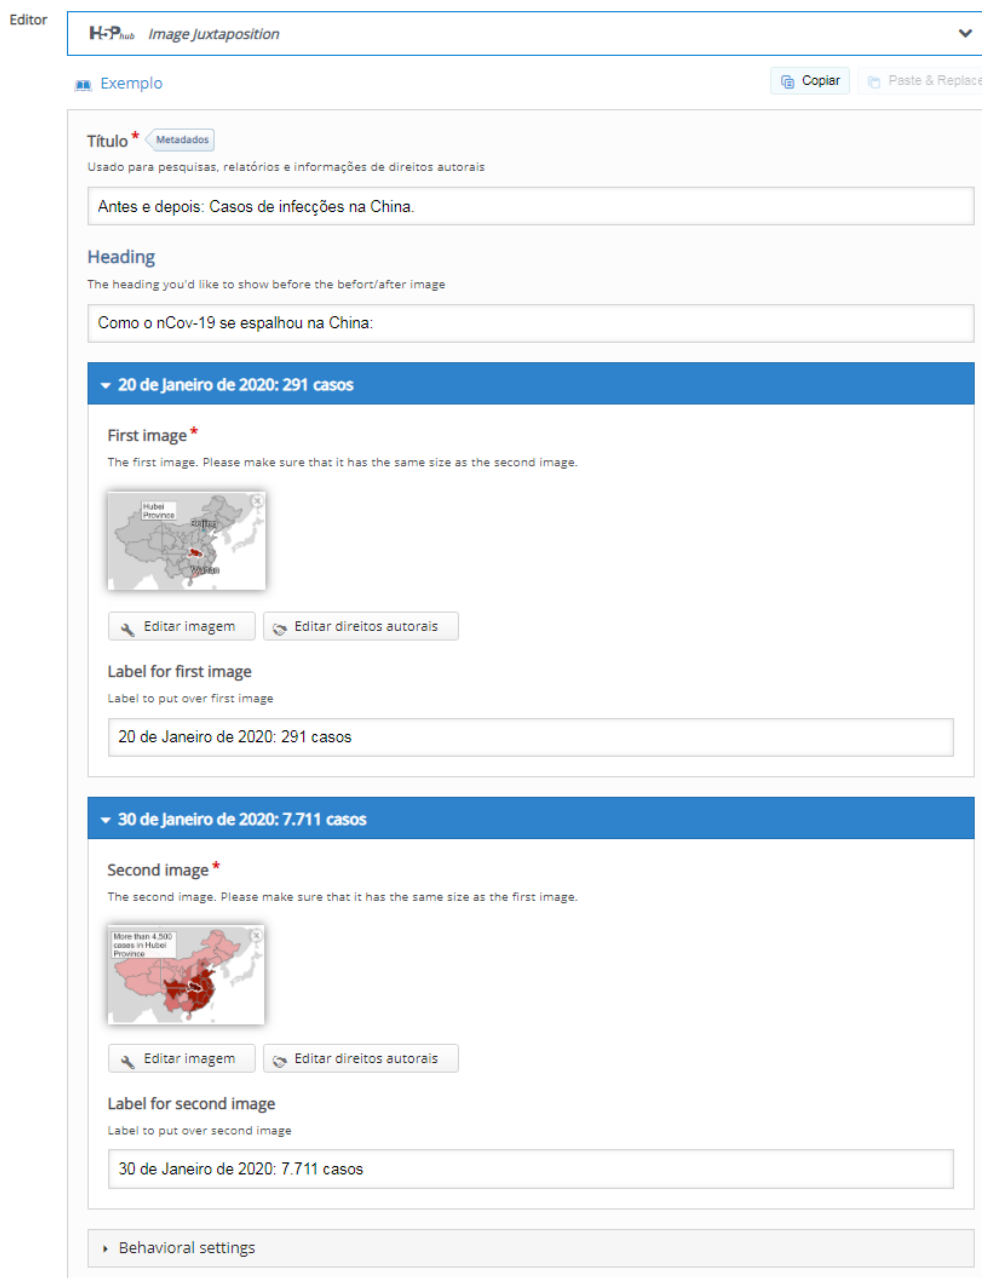 Editor
H5P hub Image Juxtaposition
Exemplo
Copiar
Paste & Replace
Título *
Metadados
Usado para pesquisas, relatórios e informações de direitos autorais
Antes e depois: Casos de infecções na China.
Heading
The heading you'd like to show before the befort/after image
Como o nCov-19 se espalhou na China:
20 de Janeiro de 2020: 291 casos
First image *
The first image. Please make sure that it has the same size as the second image.
Hubei
Province
Beijing
Wuhan
Editar imagem
Editar direitos autorais
Label for first image
Label to put over first image
20 de Janeiro de 2020: 291 casos
30 de Janeiro de 2020: 7.711 casos
Second image *
The second image. Please make sure that it has the same size as the first image.
More than 4,500
cases in Hubei
Province
Editar imagem
Editar direitos autorais
Label for second image
Label to put over second image
30 de Janeiro de 2020: 7.711 casos
Behavioral settings